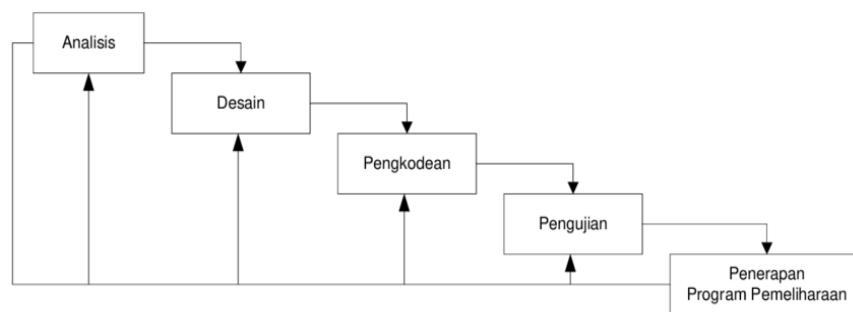 Analisis
Desain
Pengkodean
Pengujian
Penerapan
Program Pemeliharaan